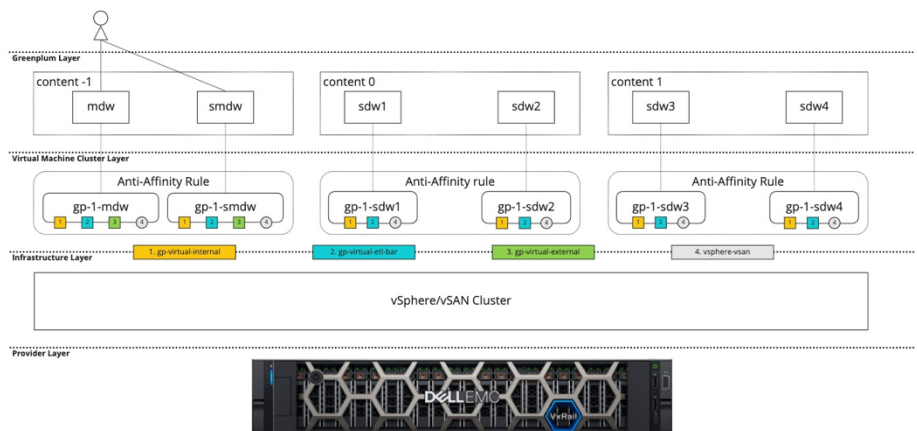 Greenplum Layer
content -1
content 0
content 1
mdw
smdw
sdw1
sdw2
sdw3
sdw4
Virtual Machine Cluster Layer
Anti-Affinity Rule
Anti-Affinity rule
Anti-Affinity Rule
gp-1-mdw
gp-1-smdw
gp-1-sdw1
gp-1-sdw2
gp-1-sdw3
gp-1-sdw4
1 2 3 4
1 2 3 4
1 2 4
1 2 4
1 2 4
1 2 4
1. gp-virtual-internal
2. gp-virtual-etl-bar
3. gp-virtual-external
4. vsphere-vsan
Infrastructure Layer
vSphere/vSAN Cluster
Provider Layer
DELLEMC
VxRail